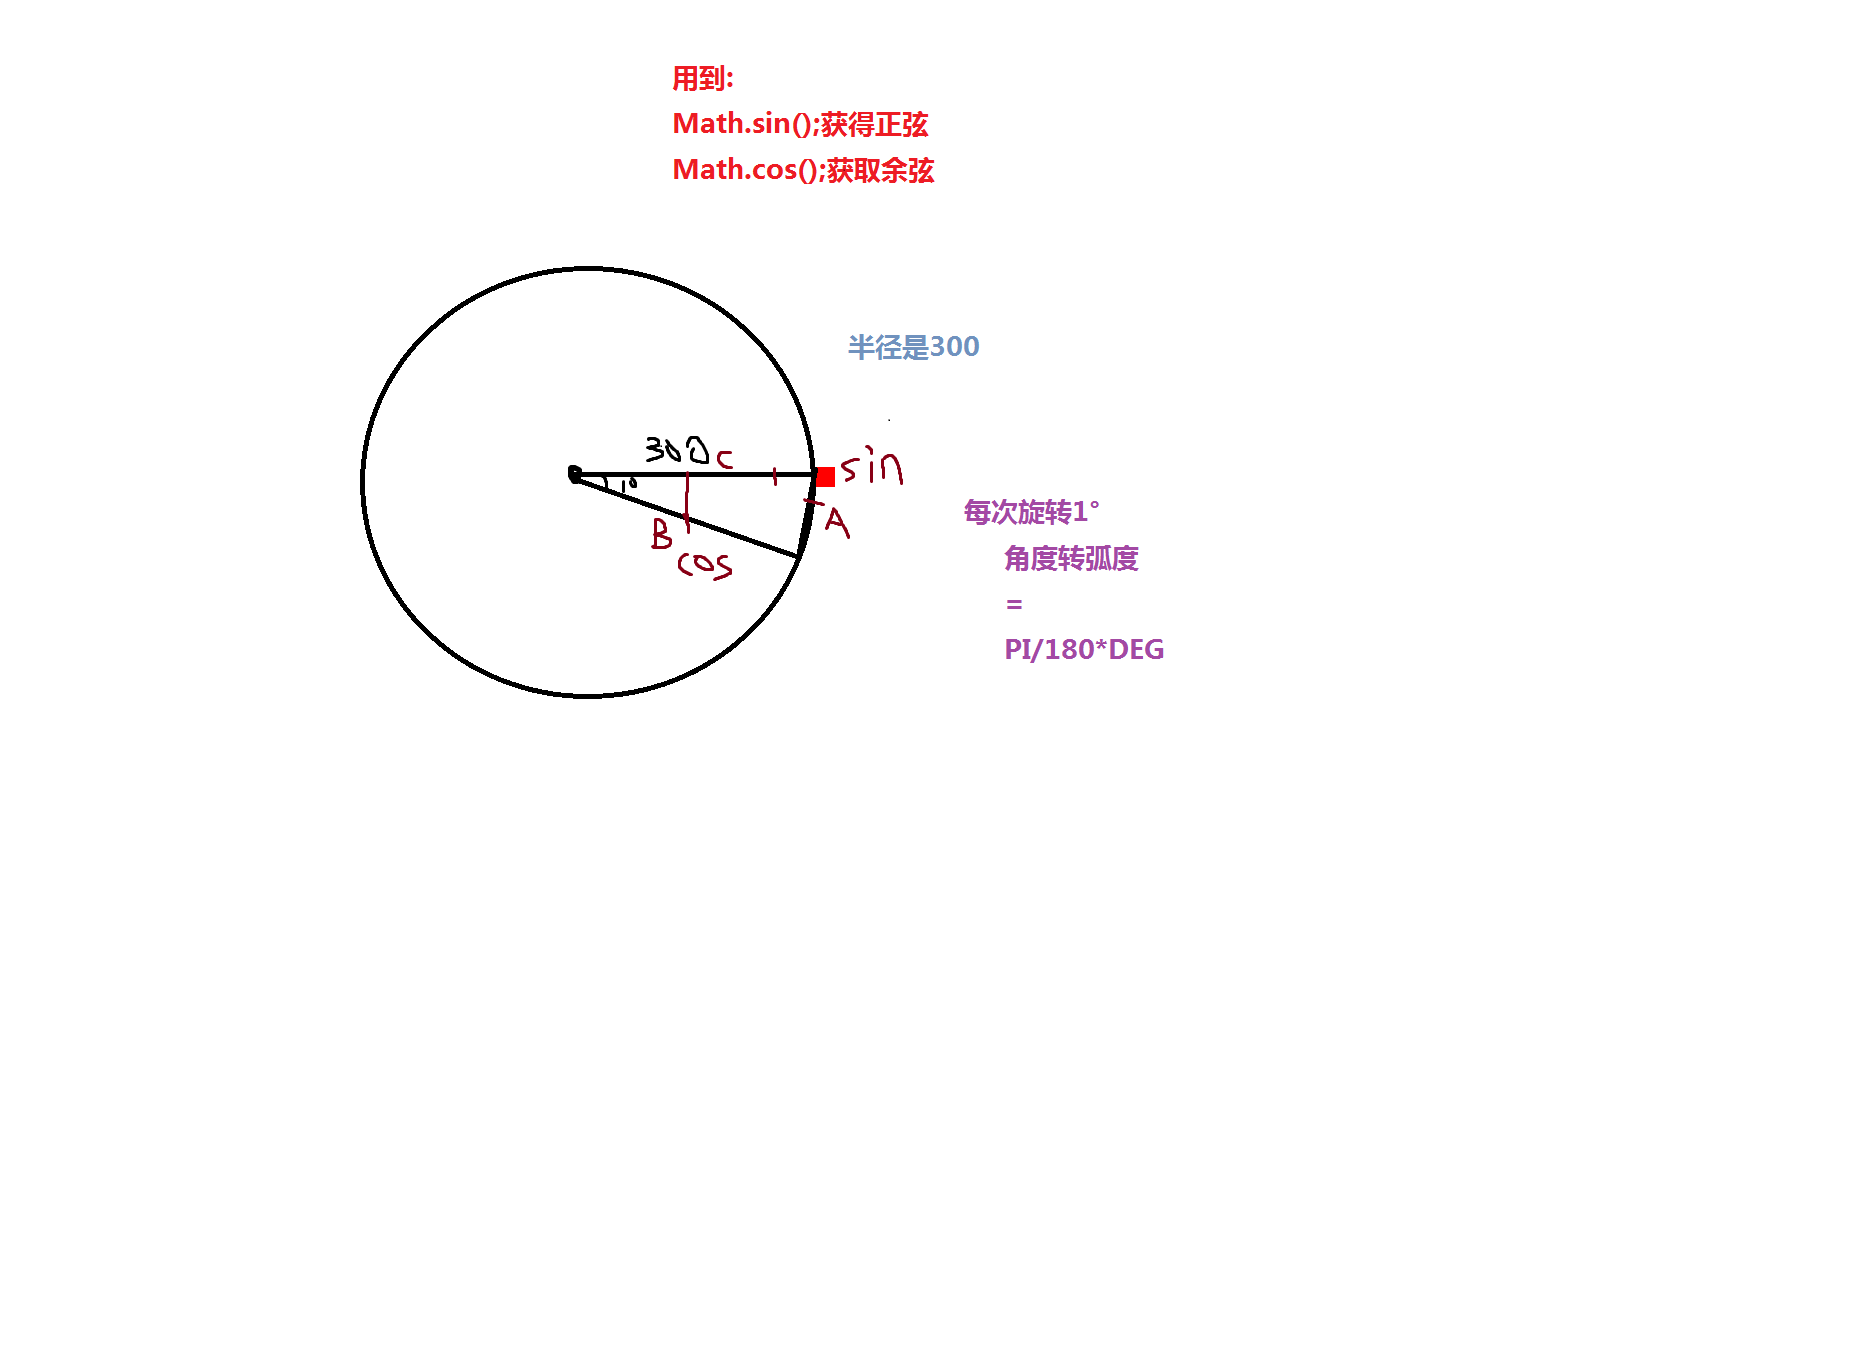 用到:
Math.sin();获得正弦
Math.cos();获取余弦
半径是300
300 C
sin
1°
A
B
cos
每次旋转1°
角度转弧度
=
PI/180*DEG